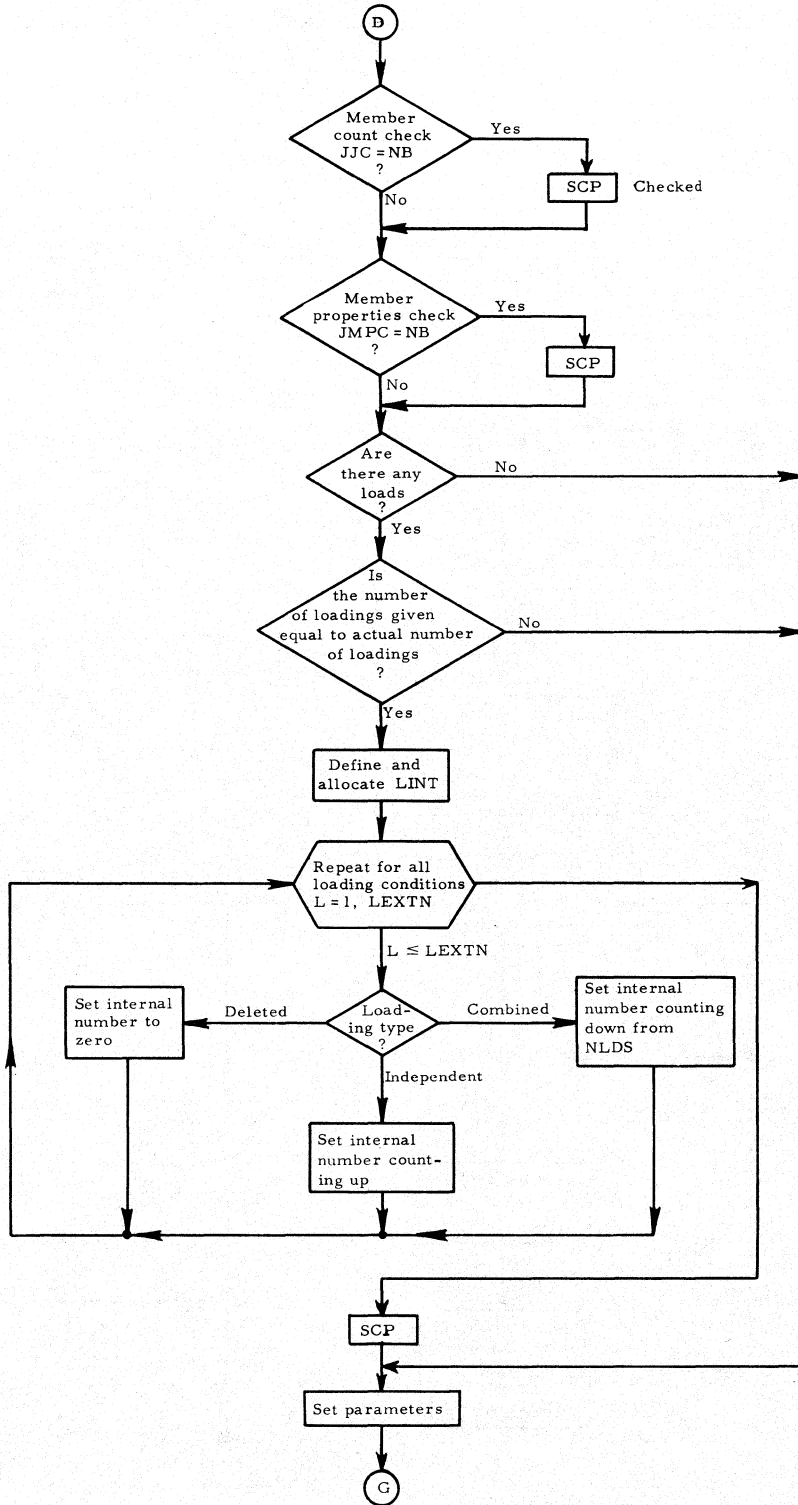 D
Member
count check
JJC = NB
?
Yes
SCP
Checked
No
Member
properties check
JMPC = NB
?
Yes
SCP
No
Are
there any
loads
?
No
Yes
Is
the number
of loadings given
equal to actual number
of loadings
?
No
Yes
Define and
allocate LINT
Repeat for all
loading conditions
L = 1, LEXTN
L ≤ LEXTN
Set internal
number to
zero
Deleted
Load-
ing type
?
Combined
Set internal
number counting
down from
NLDS
Independent
Set internal
number count-
ing up
SCP
Set parameters
G